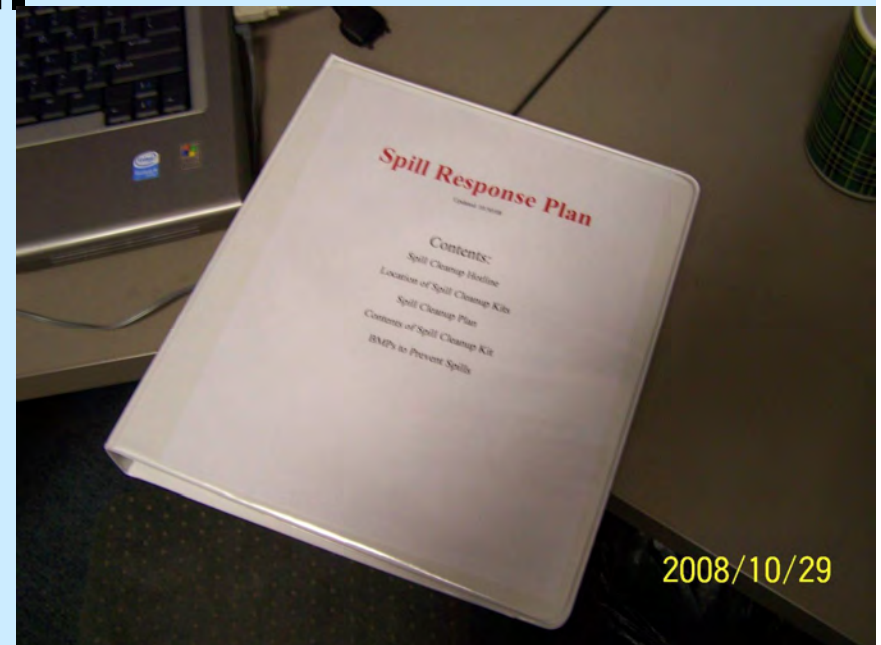 Spill Response Plan
Contents:
Spill Cleanup Hotline
Location of Spill Cleanup Kits
Spill Cleanup Plan
Contents of Spill Cleanup Kit
BMPs to Prevent Spills
2008/10/29